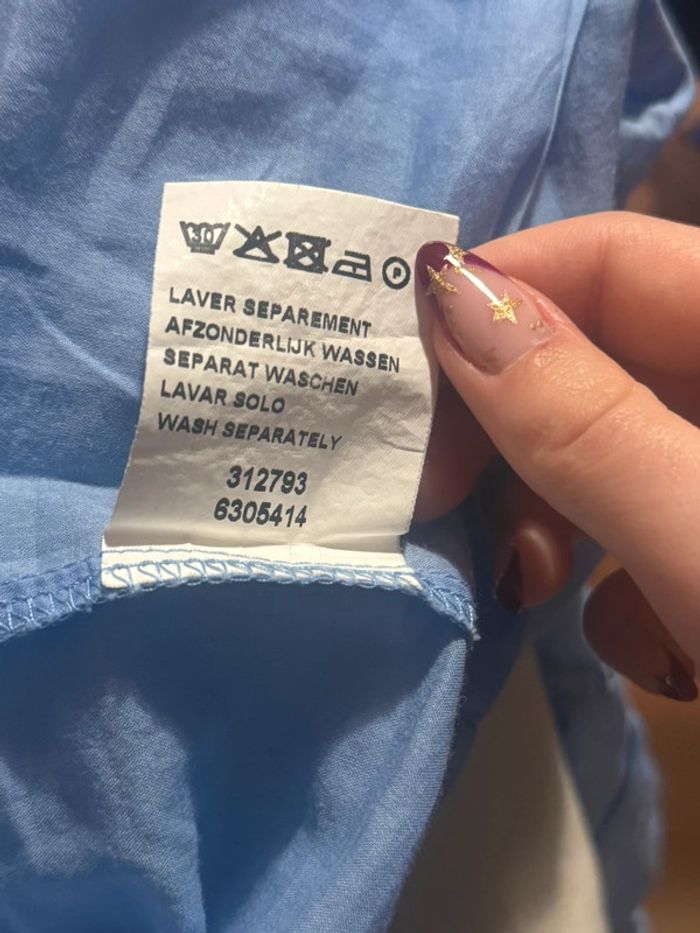 30 P
LAVER SEPAREMENT
AFZONDERLIJK WASSEN
SEPARAT WASCHEN
LAVAR SOLO
WASH SEPARATELY
312793
6305414